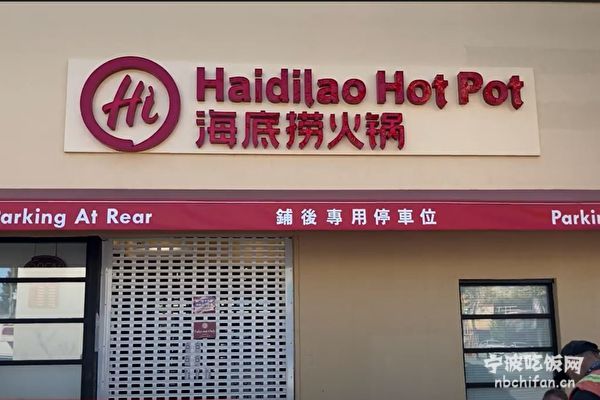 Hi
Haidilao Hot Pot
海底捞火锅
Parking At Rear
鋪後專用停車位
Parkin
宁波吃饭网
nbchifan.cn